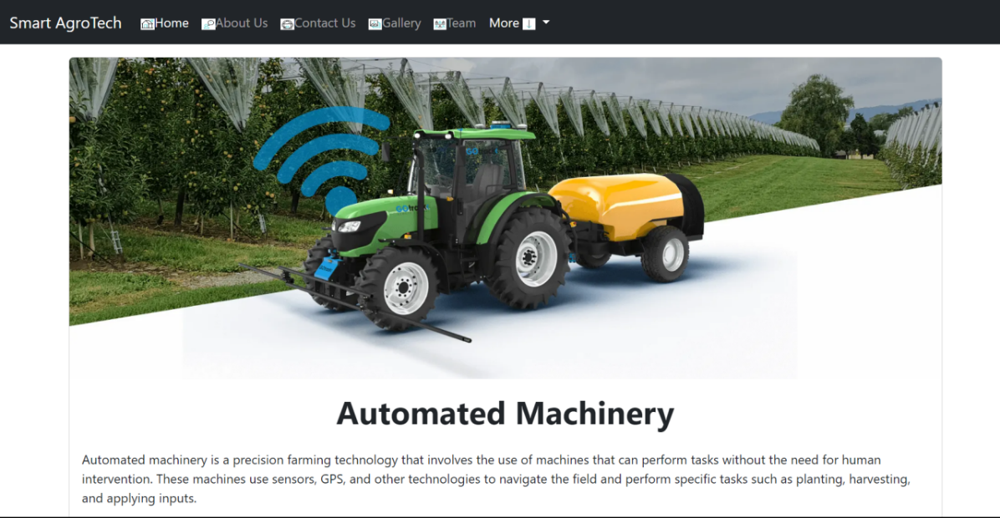 Smart AgroTech Home About Us Contact Us Gallery Team More
Automated Machinery
Automated machinery is a precision farming technology that involves the use of machines that can perform tasks without the need for human
intervention. These machines use sensors, GPS, and other technologies to navigate the field and perform specific tasks such as planting, harvesting,
and applying inputs.